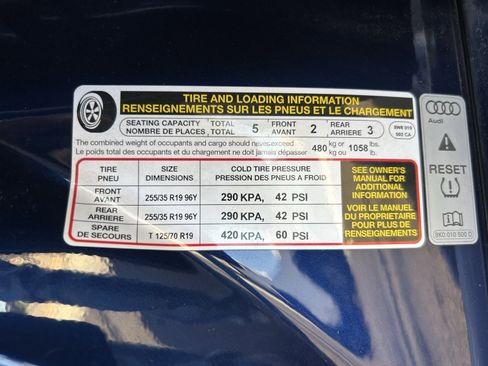 TIRE AND LOADING INFORMATION
RENSEIGNEMENTS SUR LES PNEUS ET LE CHARGEMENT
SEATING CAPACITY TOTAL 5 FRONT 2 REAR 3
NOMBRE DE PLACES TOTAL AVANT ARRIERE
8WE 010
502 CA
The combined weight of occupants and cargo should never exceed 480 kg or 1058 lbs.
Le poids total des occupants et du chargement ne doit jamais dépasser kg ou lb.
TIRE SIZE COLD TIRE PRESSURE
PNEU DIMENSIONS PRESSION DES PNEUS A FROID
FRONT
AVANT 255/35 R19 96Y 290 KPA, 42 PSI
REAR
ARRIERE 255/35 R19 96Y 290 KPA, 42 PSI
SPARE
DE SECOURS T 125/70 R19 420 KPA, 60 PSI
SEE OWNER'S
MANUAL FOR
ADDITIONAL
INFORMATION
VOIR LE MANUEL
DU PROPRIETAIRE
POUR PLUS DE
RENSEIGNEMENTS
Audi
RESET
8K0 010 500 D